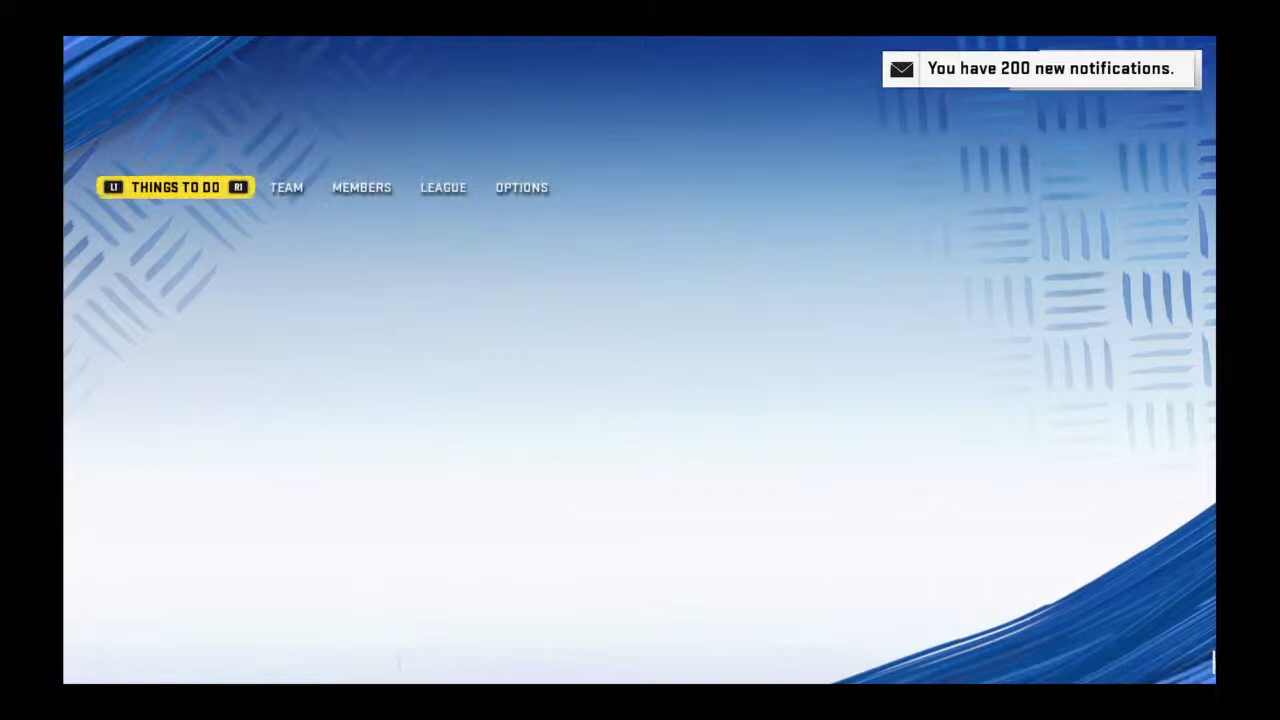 You have 200 new notifications.
L1 THINGS TO DO R1 TEAM MEMBERS LEAGUE OPTIONS